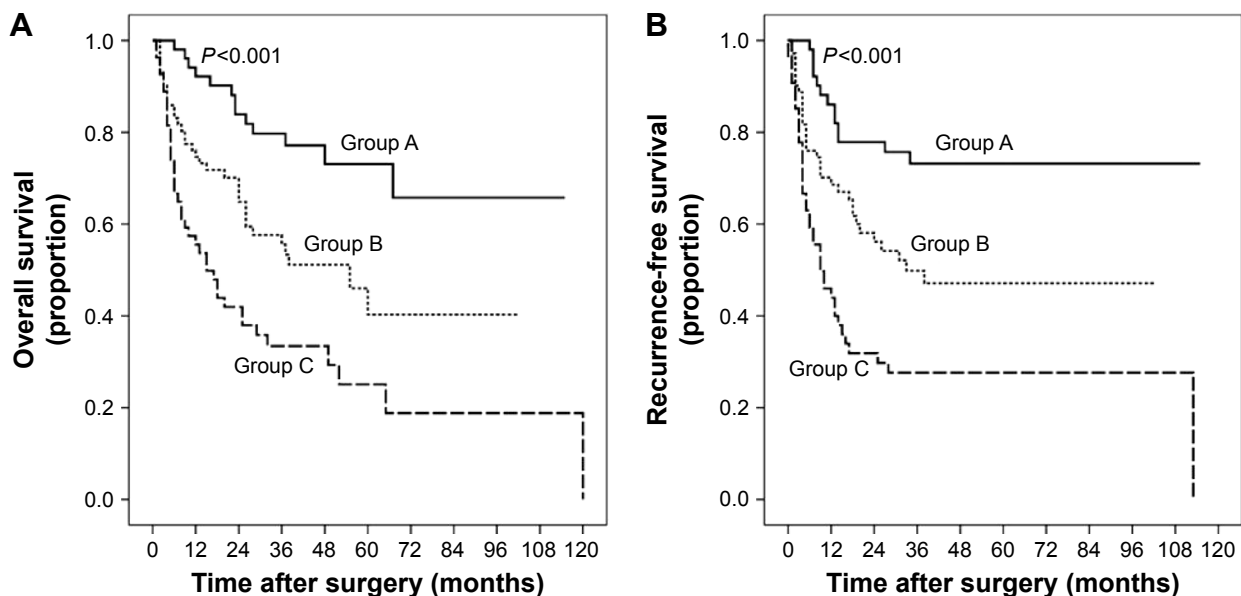 A
Overall survival
(proportion)
1.0
0.8
0.6
0.4
0.2
0.0
P<0.001
Group A
Group B
Group C
0 12 24 36 48 60 72 84 96 108 120
Time after surgery (months)
B
Recurrence-free survival
(proportion)
1.0
0.8
0.6
0.4
0.2
0.0
P<0.001
Group A
Group B
Group C
0 12 24 36 48 60 72 84 96 108 120
Time after surgery (months)